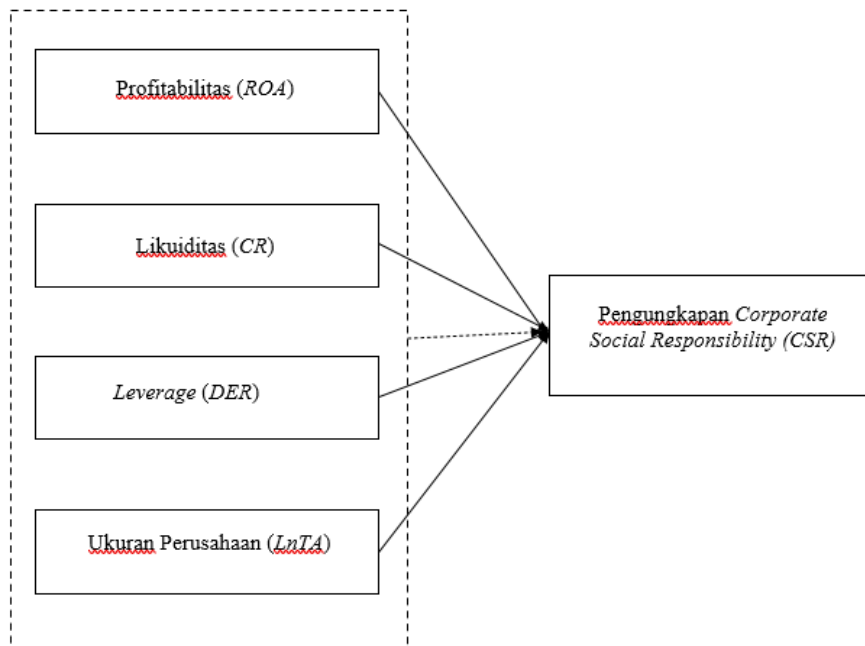 Profitabilitas (ROA)
Likuiditas (CR)
Pengungkapan Corporate
Social Responsibility (CSR)
Leverage (DER)
Ukuran Perusahaan (LnTA)